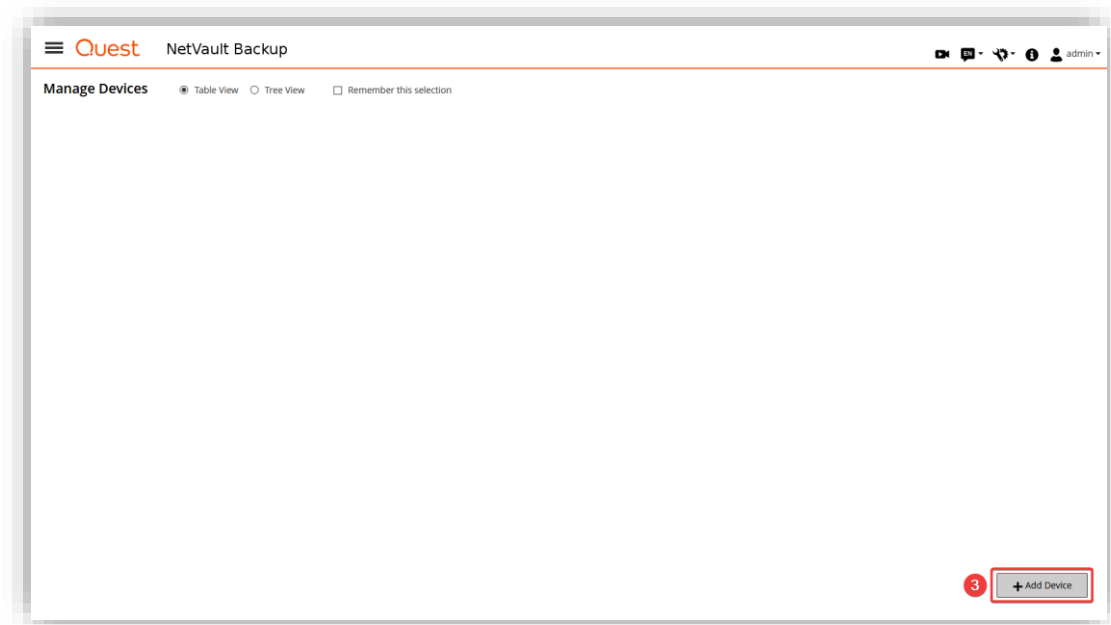 Quest NetVault Backup EN admin
Manage Devices Table View Tree View Remember this selection
3 + Add Device